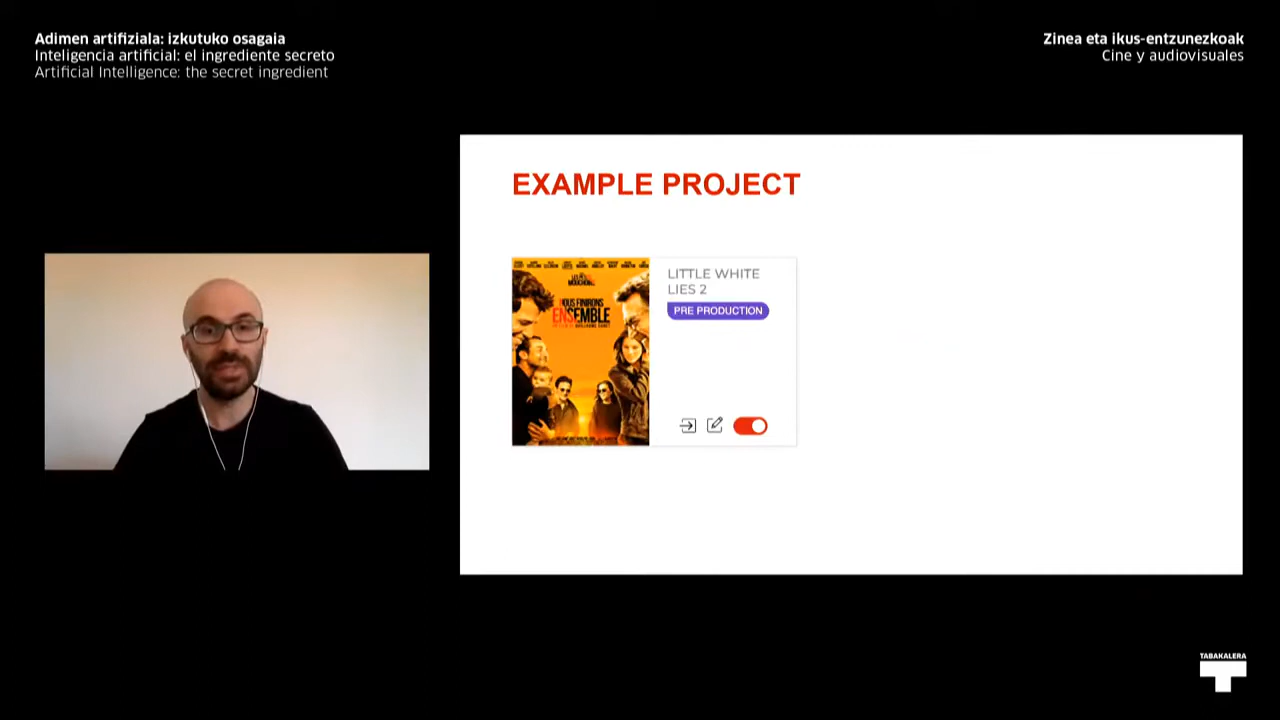 Adimen artifiziala: izkutuko osagaia
Inteligencia artificial: el ingrediente secreto
Artificial Intelligence: the secret ingredient
Zinea eta ikus-entzunezkoak
Cine y audiovisuales
EXAMPLE PROJECT
NOUS FINIRONS
ENSEMBLE
LITTLE WHITE
LIES 2
PRE PRODUCTION
TABAKALERA